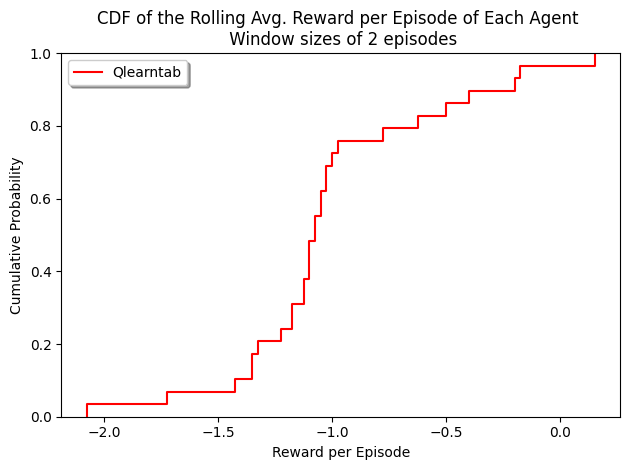 CDF of the Rolling Avg. Reward per Episode of Each Agent
Window sizes of 2 episodes
Qlearntab
1.0
0.8
0.6
0.4
0.2
0.0
Cumulative Probability
−2.0 −1.5 −1.0 −0.5 0.0
Reward per Episode